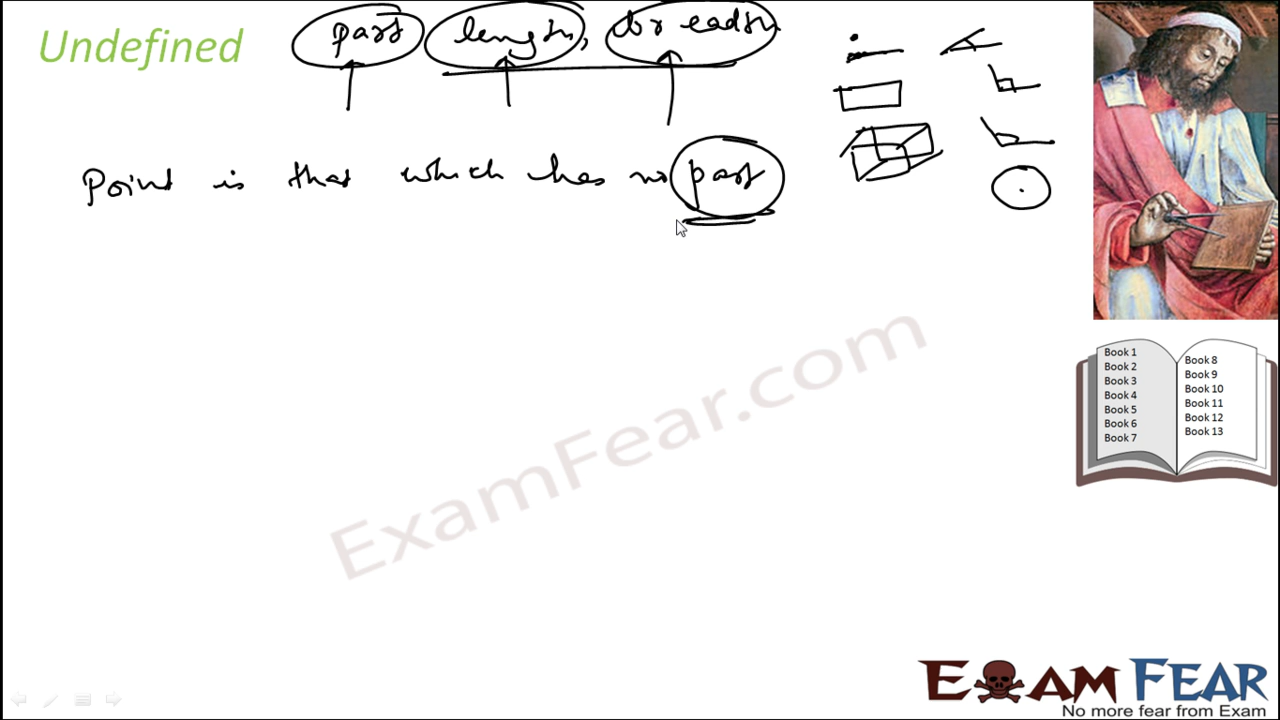 Undefined
part length, breadth
Point is that which has no part
Book 1
Book 2
Book 3
Book 4
Book 5
Book 6
Book 7
Book 8
Book 9
Book 10
Book 11
Book 12
Book 13
ExamFear.com
EXAM FEAR
No more fear from Exam